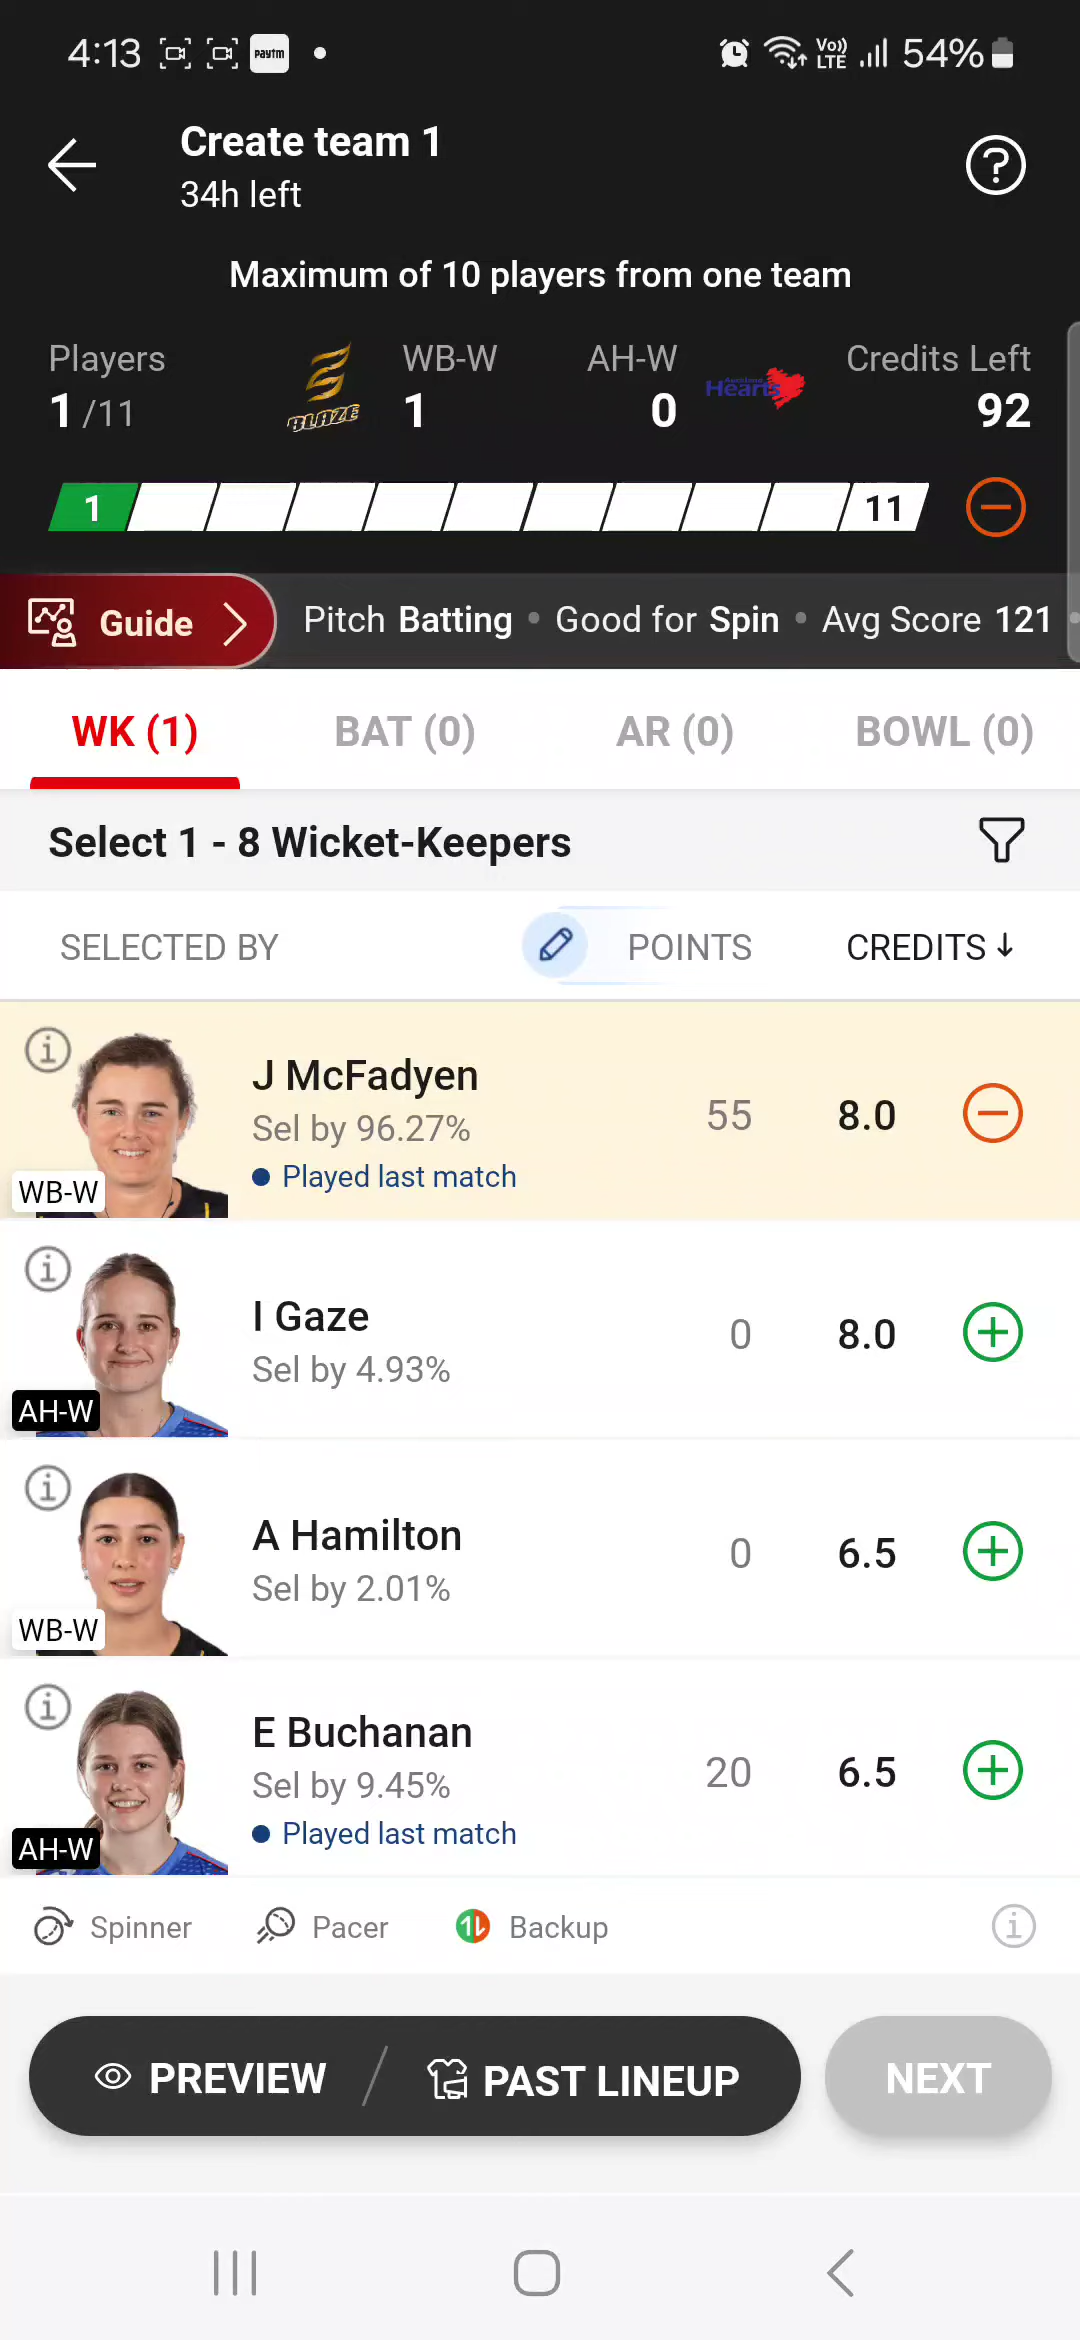 4:13 paytm Vo)) LTE 54%
Create team 1
34h left
Maximum of 10 players from one team
Players WB-W AH-W Credits Left
1/11 BLAZE 1 0 Hearts 92
1 11
Guide Pitch Batting • Good for Spin • Avg Score 121
WK (1) BAT (0) AR (0) BOWL (0)
Select 1 - 8 Wicket-Keepers
SELECTED BY POINTS CREDITS ↓
J McFadyen
Sel by 96.27%
Played last match
55 8.0
WB-W
I Gaze
Sel by 4.93%
0 8.0
AH-W
A Hamilton
Sel by 2.01%
0 6.5
WB-W
E Buchanan
Sel by 9.45%
Played last match
20 6.5
AH-W
Spinner Pacer Backup
PREVIEW / PAST LINEUP NEXT